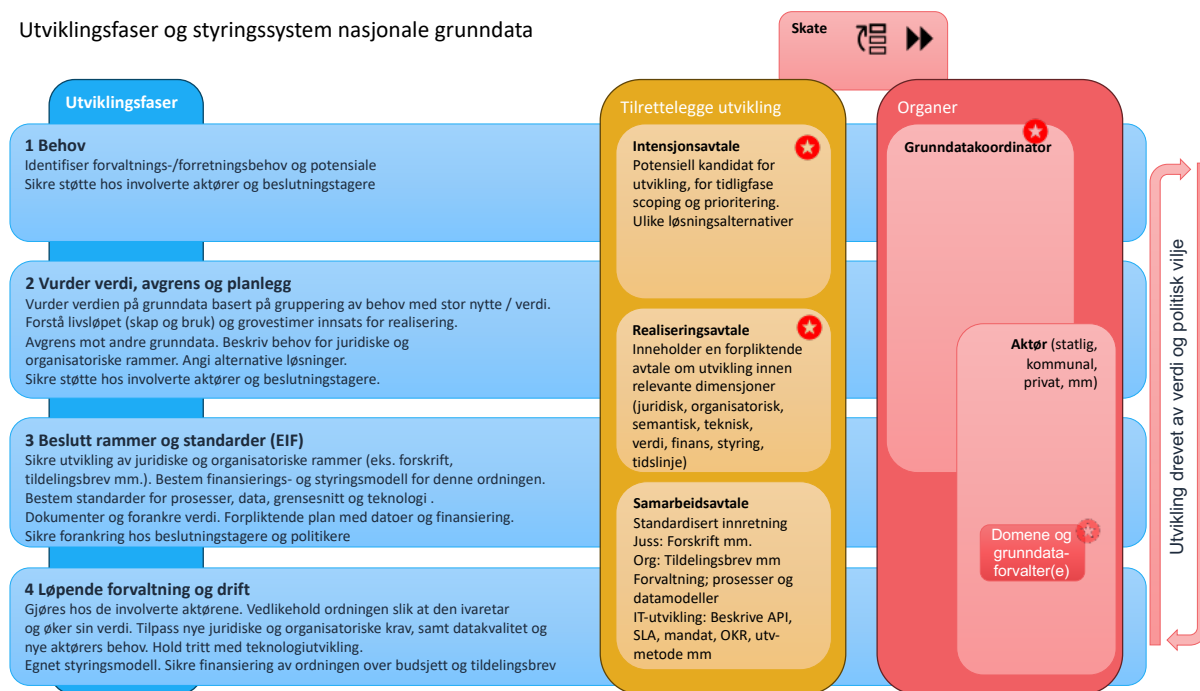 Utviklingsfaser og styringssystem nasjonale grunndata
Skate
Utviklingsfaser
1 Behov
Identifiser forvaltnings-/forretningsbehov og potensiale
Sikre støtte hos involverte aktører og beslutningstagere
2 Vurder verdi, avgrens og planlegg
Vurder verdien på grunndata basert på gruppering av behov med stor nytte / verdi.
Forstå livsløpet (skap og bruk) og grovestimer innsats for realisering.
Avgrens mot andre grunndata. Beskriv behov for juridiske og
organisatoriske rammer. Angi alternative løsninger.
Sikre støtte hos involverte aktører og beslutningstagere.
3 Beslutt rammer og standarder (EIF)
Sikre utvikling av juridiske og organisatoriske rammer (eks. forskrift,
tildelingsbrev mm.). Bestem finansierings- og styringsmodell for denne ordningen.
Bestem standarder for prosesser, data, grensesnitt og teknologi .
Dokumenter og forankre verdi. Forpliktende plan med datoer og finansiering.
Sikre forankring hos beslutningstagere og politikere
4 Løpende forvaltning og drift
Gjøres hos de involverte aktørene. Vedlikehold ordningen slik at den ivaretar
og øker sin verdi. Tilpass nye juridiske og organisatoriske krav, samt datakvalitet og
nye aktørers behov. Hold tritt med teknologiutvikling.
Egnet styringsmodell. Sikre finansiering av ordningen over budsjett og tildelingsbrev
Tilrettelegge utvikling
Intensjonsavtale
Potensiell kandidat for
utvikling, for tidligfase
scoping og prioritering.
Ulike løsningsalternativer
Realiseringsavtale
Inneholder en forpliktende
avtale om utvikling innen
relevante dimensjoner
(juridisk, organisatorisk,
semantisk, teknisk,
verdi, finans, styring,
tidslinje)
Samarbeidsavtale
Standardisert innretning
Juss: Forskrift mm.
Org: Tildelingsbrev mm
Forvaltning; prosesser og
datamodeller
IT-utvikling: Beskrive API,
SLA, mandat, OKR, utv-
metode mm
Organer
Grunndatakoordinator
Aktør (statlig,
kommunal,
privat, mm)
Domene og
grunndata-
forvalter(e)
Utvikling drevet av verdi og politisk vilje